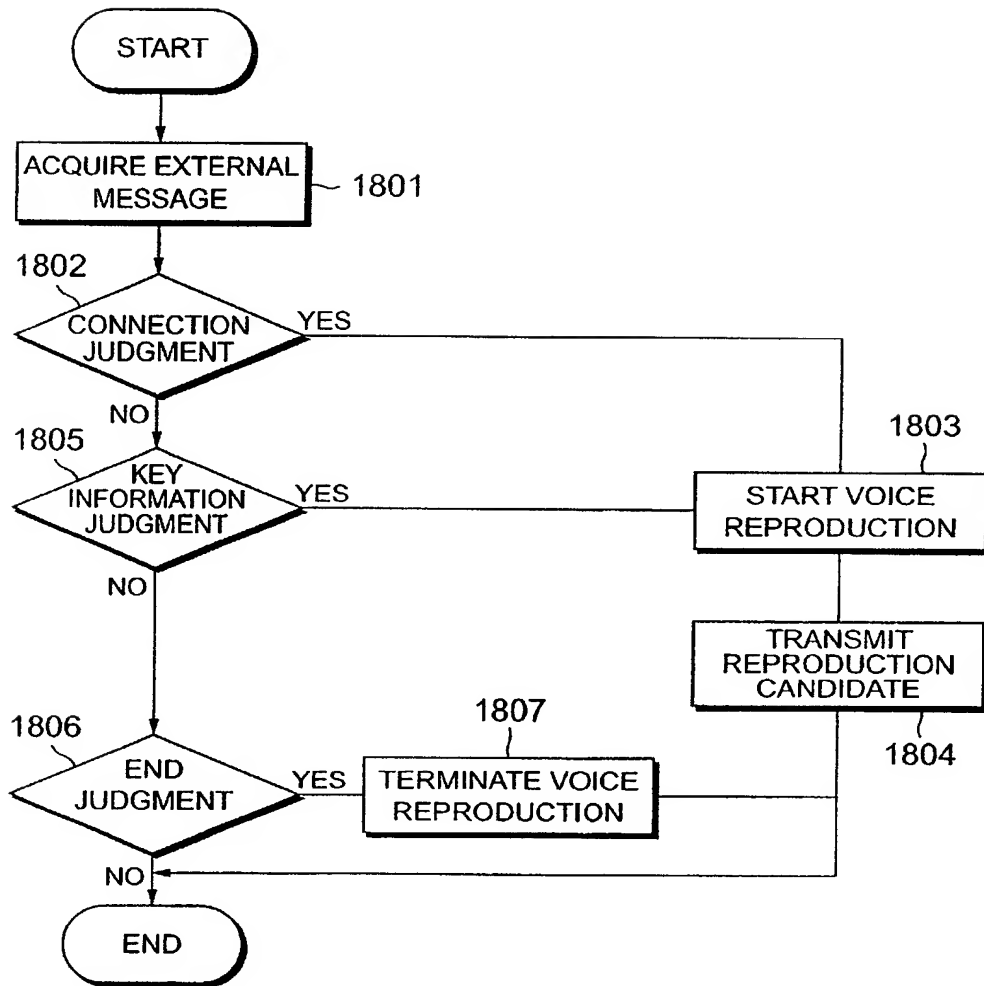 START
ACQUIRE EXTERNAL
MESSAGE
1801
1802
CONNECTION
JUDGMENT
YES
NO
1805
KEY
INFORMATION
JUDGMENT
YES
NO
1803
START VOICE
REPRODUCTION
TRANSMIT
REPRODUCTION
CANDIDATE
1804
1806
END
JUDGMENT
YES
NO
1807
TERMINATE VOICE
REPRODUCTION
END